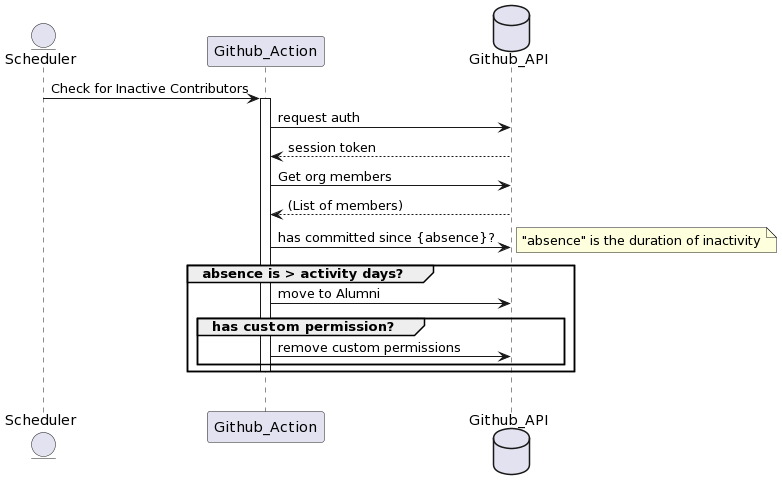 Scheduler
Github_Action
Github_API
Check for Inactive Contributors
request auth
session token
Get org members
(List of members)
has committed since {absence}?
"absence" is the duration of inactivity
absence is > activity days?
move to Alumni
has custom permission?
remove custom permissions
Scheduler
Github_Action
Github_API